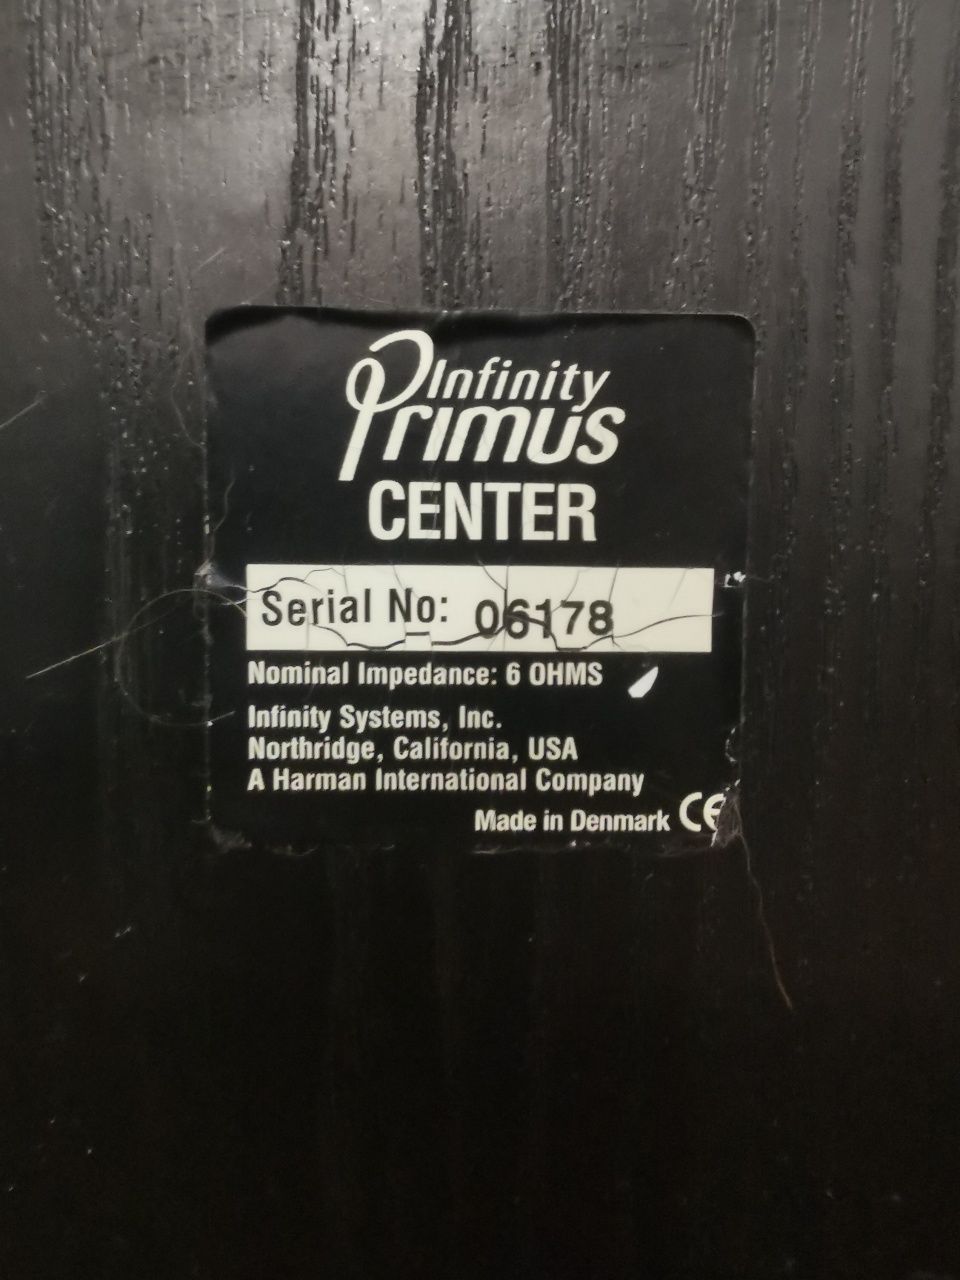 Infinity
Primus
CENTER
Serial No: 06178
Nominal Impedance: 6 OHMS
Infinity Systems, Inc.
Northridge, California, USA
A Harman International Company
Made in Denmark CE